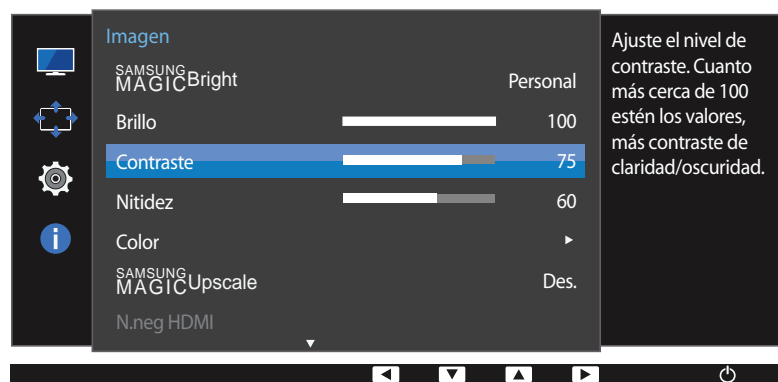 Imagen
SAMSUNG
MAGIC Bright Personal
Brillo 100
Contraste 75
Nitidez 60
Color
SAMSUNG
MAGIC Upscale Des.
N.neg HDMI
Ajuste el nivel de
contraste. Cuanto
más cerca de 100
estén los valores,
más contraste de
claridad/oscuridad.